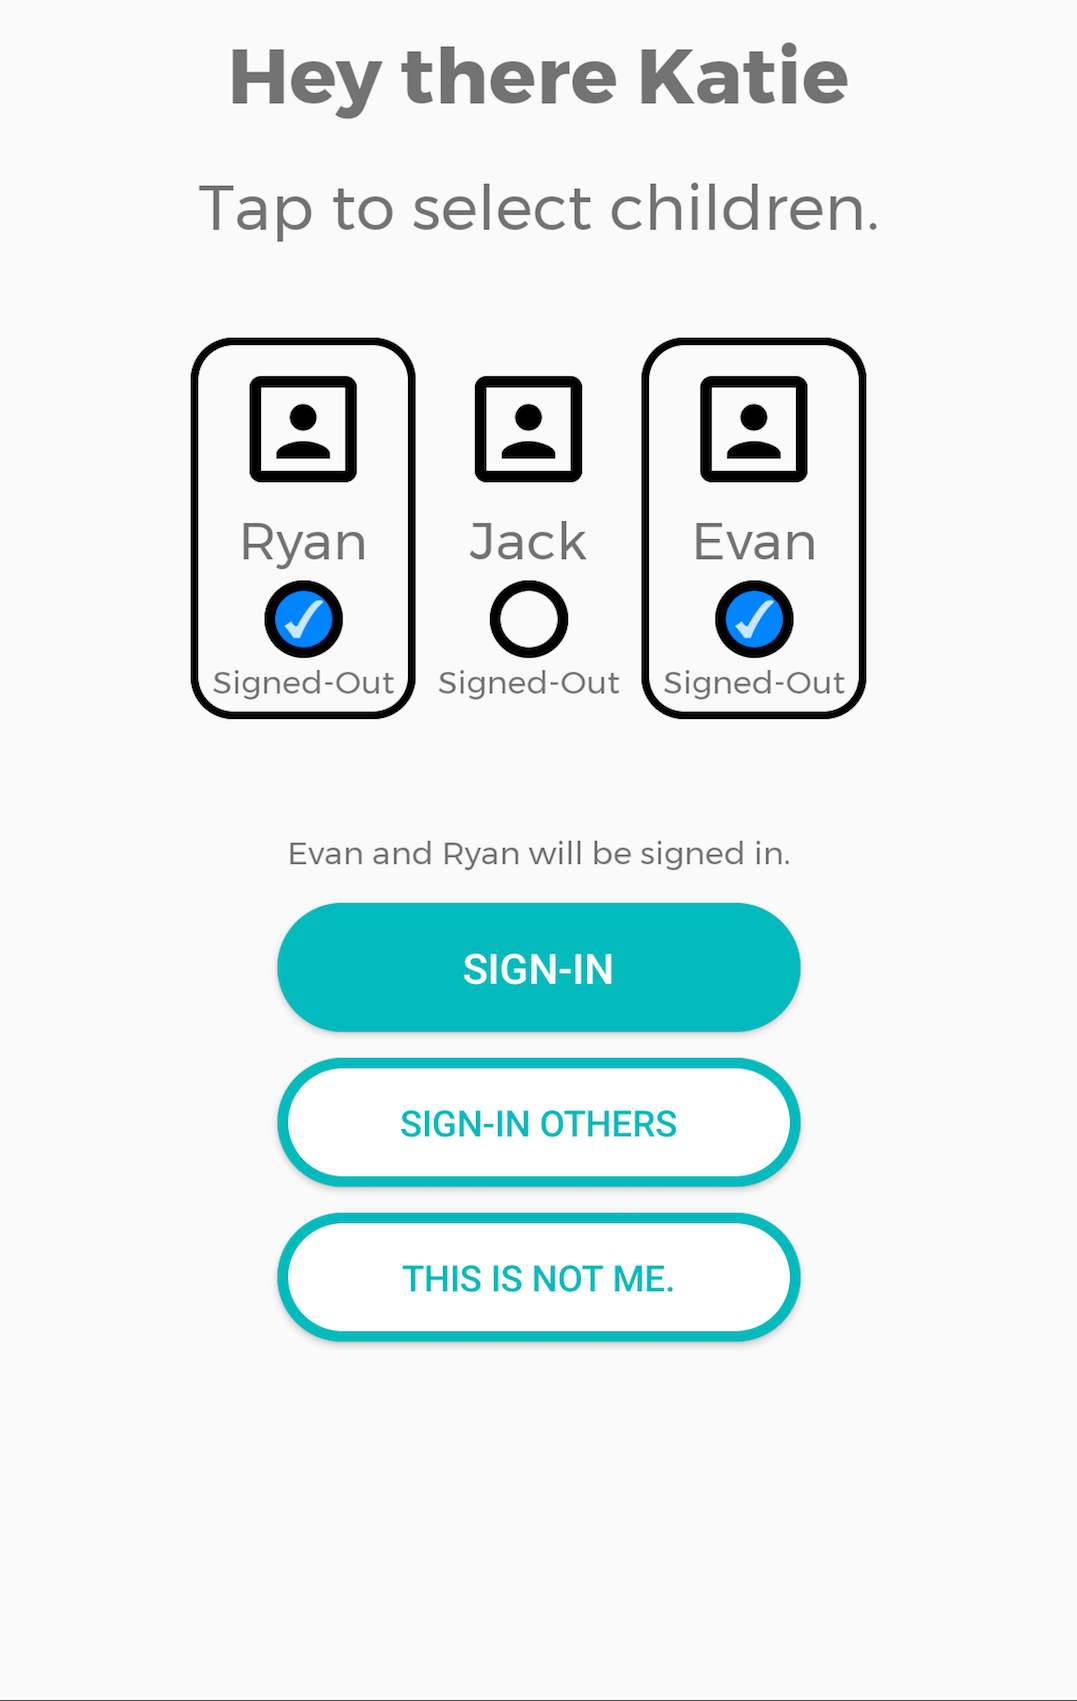 Hey there Katie
Tap to select children.
Ryan Jack Evan
Signed-Out Signed-Out Signed-Out
Evan and Ryan will be signed in.
SIGN-IN
SIGN-IN OTHERS
THIS IS NOT ME.